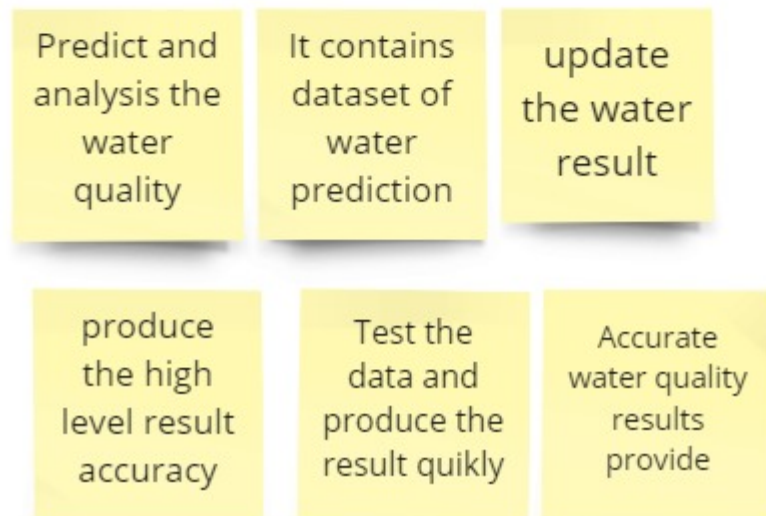 Predict and
analysis the
water
quality
It contains
dataset of
water
prediction
update
the water
result
produce
the high
level result
accuracy
Test the
data and
produce the
result quikly
Accurate
water quality
results
provide